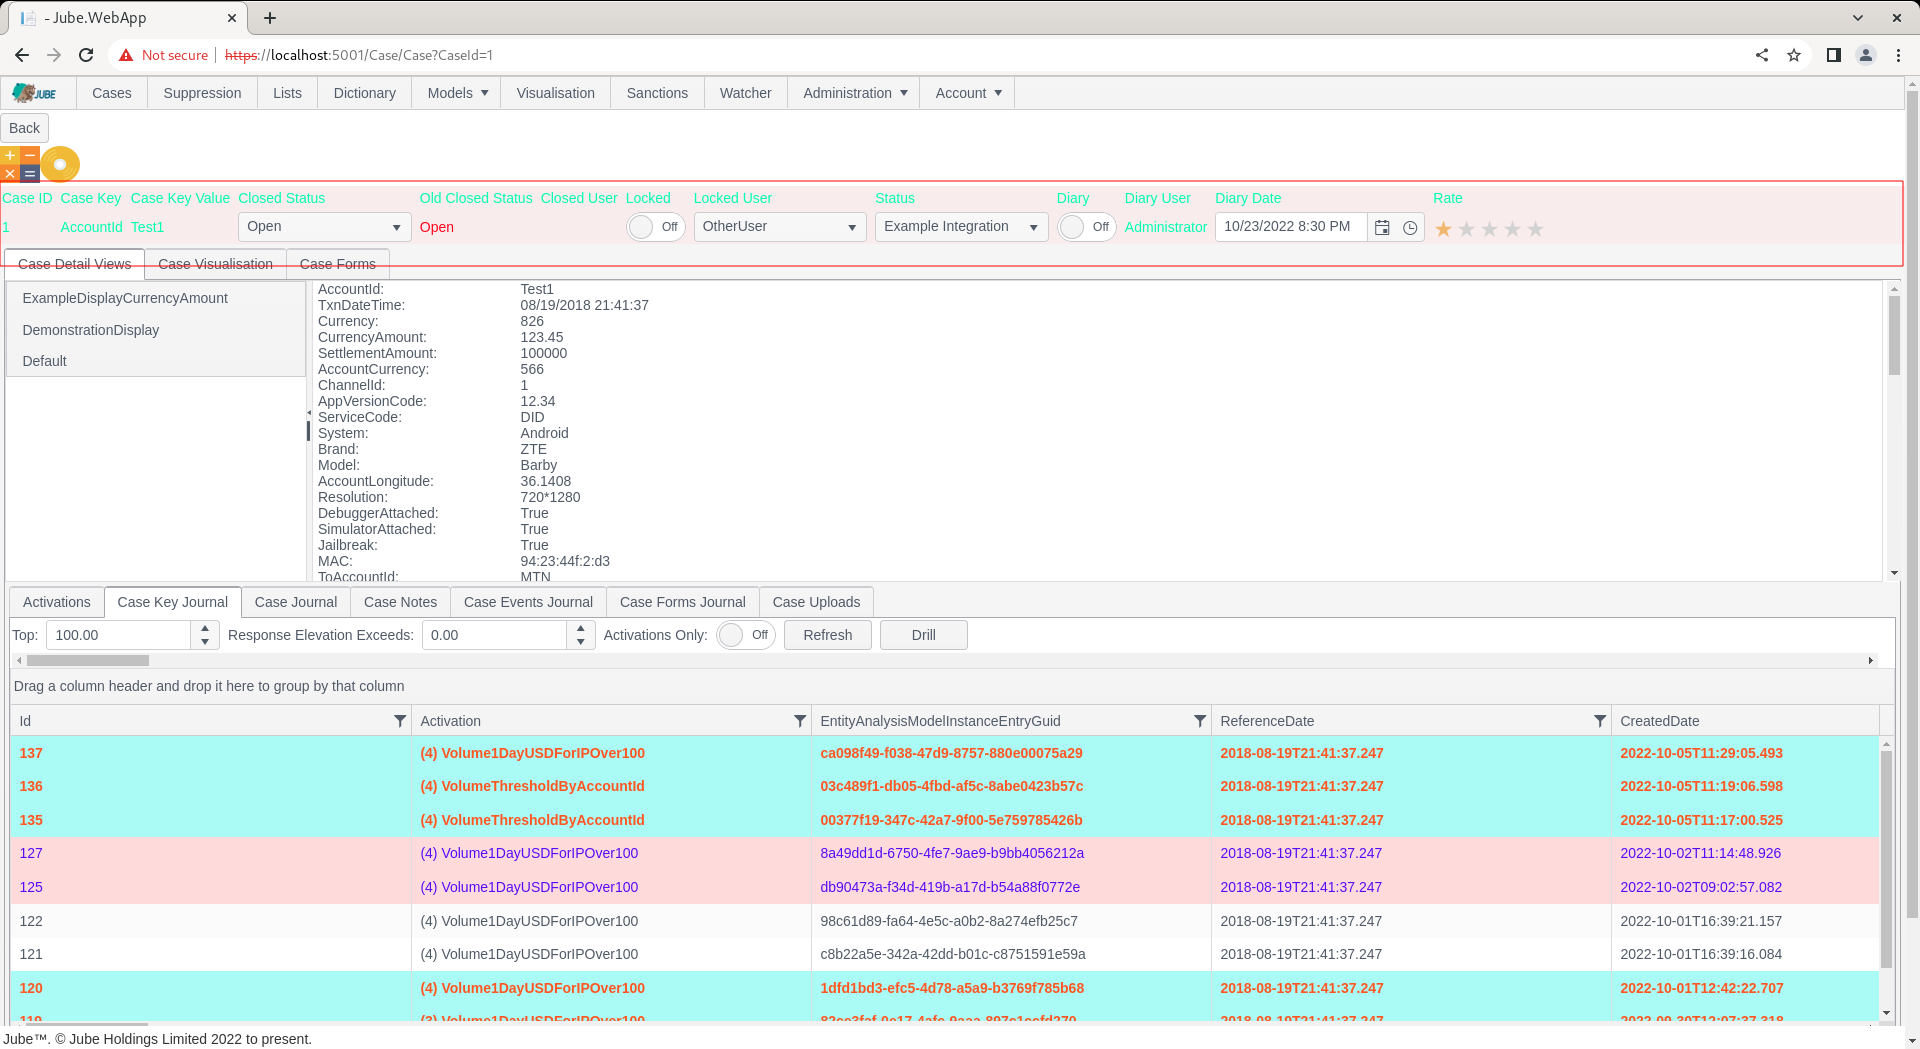 - Jube.WebApp
Not secure https://localhost:5001/Case/Case?CaseId=1
JUBE Cases Suppression Lists Dictionary Models Visualisation Sanctions Watcher Administration Account
Back
Case ID Case Key Case Key Value Closed Status Old Closed Status Closed User Locked Locked User Status Diary Diary User Diary Date Rate
1 AccountId Test1 Open Open Off OtherUser Example Integration Off Administrator 10/23/2022 8:30 PM
Case Detail Views Case Visualisation Case Forms
ExampleDisplayCurrencyAmount
DemonstrationDisplay
Default
AccountId: Test1
TxnDateTime: 08/19/2018 21:41:37
Currency: 826
CurrencyAmount: 123.45
SettlementAmount: 100000
AccountCurrency: 566
ChannelId: 1
AppVersionCode: 12.34
ServiceCode: DID
System: Android
Brand: ZTE
Model: Barby
AccountLongitude: 36.1408
Resolution: 720*1280
DebuggerAttached: True
SimulatorAttached: True
Jailbreak: True
MAC: 94:23:44f:2:d3
ToAccountId: MTN
Activations Case Key Journal Case Journal Case Notes Case Events Journal Case Forms Journal Case Uploads
Top: 100.00 Response Elevation Exceeds: 0.00 Activations Only: Off Refresh Drill
Drag a column header and drop it here to group by that column
Id Activation EntityAnalysisModelInstanceEntryGuid ReferenceDate CreatedDate
137 (4) Volume1DayUSDForIPOver100 ca098f49-f038-47d9-8757-880e00075a29 2018-08-19T21:41:37.247 2022-10-05T11:29:05.493
136 (4) VolumeThresholdByAccountId 03c489f1-db05-4fbd-af5c-8abe0423b57c 2018-08-19T21:41:37.247 2022-10-05T11:19:06.598
135 (4) VolumeThresholdByAccountId 00377f19-347c-42a7-9f00-5e759785426b 2018-08-19T21:41:37.247 2022-10-05T11:17:00.525
127 (4) Volume1DayUSDForIPOver100 8a49dd1d-6750-4fe7-9ae9-b9bb4056212a 2018-08-19T21:41:37.247 2022-10-02T11:14:48.926
125 (4) Volume1DayUSDForIPOver100 db90473a-f34d-419b-a17d-b54a88f0772e 2018-08-19T21:41:37.247 2022-10-02T09:02:57.082
122 (4) Volume1DayUSDForIPOver100 98c61d89-fa64-4e5c-a0b2-8a274efb25c7 2018-08-19T21:41:37.247 2022-10-01T16:39:21.157
121 (4) Volume1DayUSDForIPOver100 c8b22a5e-342a-42dd-b01c-c8751591e59a 2018-08-19T21:41:37.247 2022-10-01T16:39:16.084
120 (4) Volume1DayUSDForIPOver100 1dfd1bd3-efc5-4d78-a5a9-b3769f785b68 2018-08-19T21:41:37.247 2022-10-01T12:42:22.707
Jube™. © Jube Holdings Limited 2022 to present.